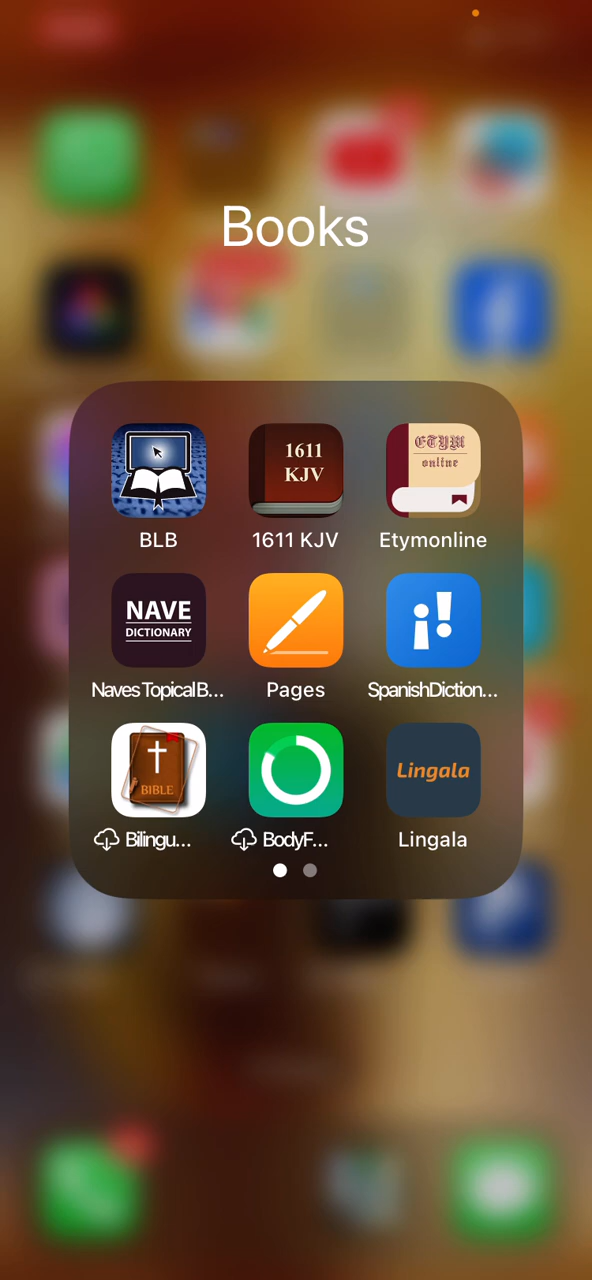 Books
1611
KJV
ETYM
online
BLB
1611 KJV
Etymonline
NAVE
DICTIONARY
Naves Topical B...
Pages
SpanishDiction...
BIBLE
Lingala
Bilingu...
BodyF...
Lingala